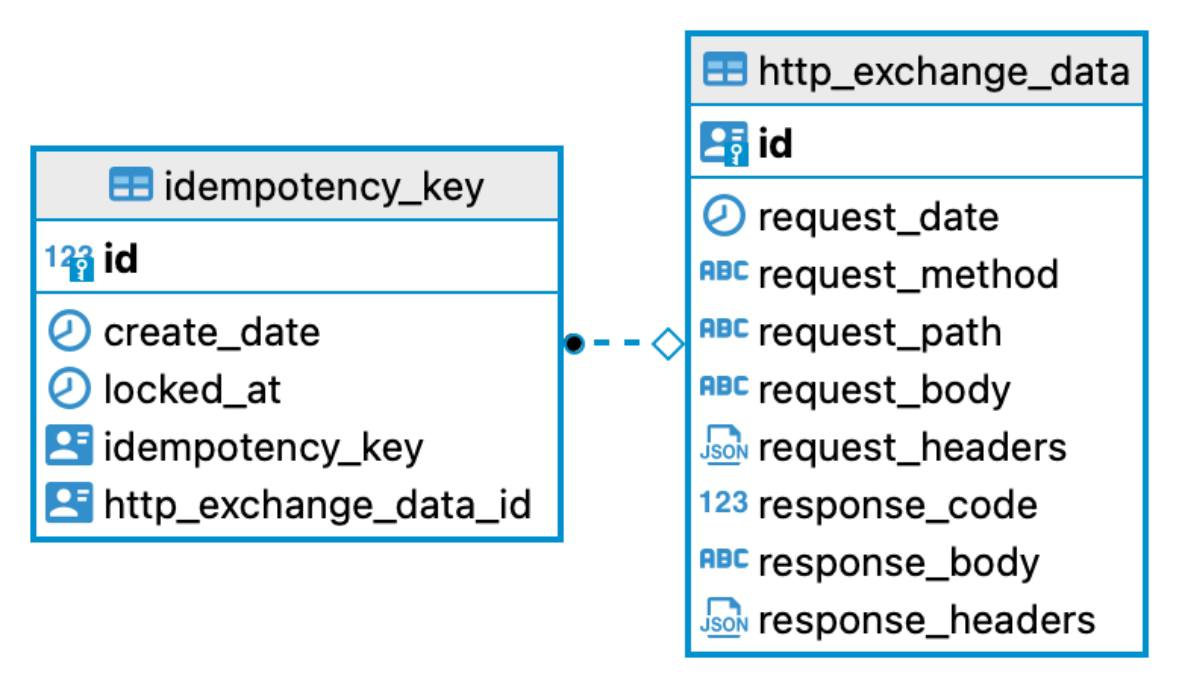 idempotency_key
123 id
create_date
locked_at
idempotency_key
http_exchange_data_id
http_exchange_data
id
request_date
ABC request_method
ABC request_path
ABC request_body
JSON request_headers
123 response_code
ABC response_body
JSON response_headers